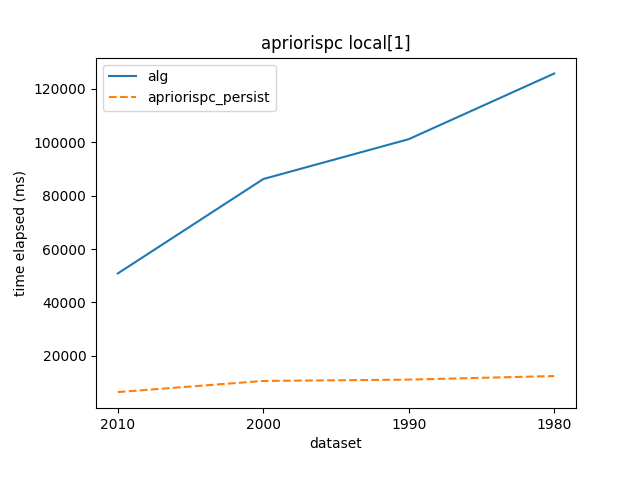 apriorispc local[1]
alg
apriorispc_persist
time elapsed (ms)
120000
100000
80000
60000
40000
20000
2010 2000 1990 1980
dataset